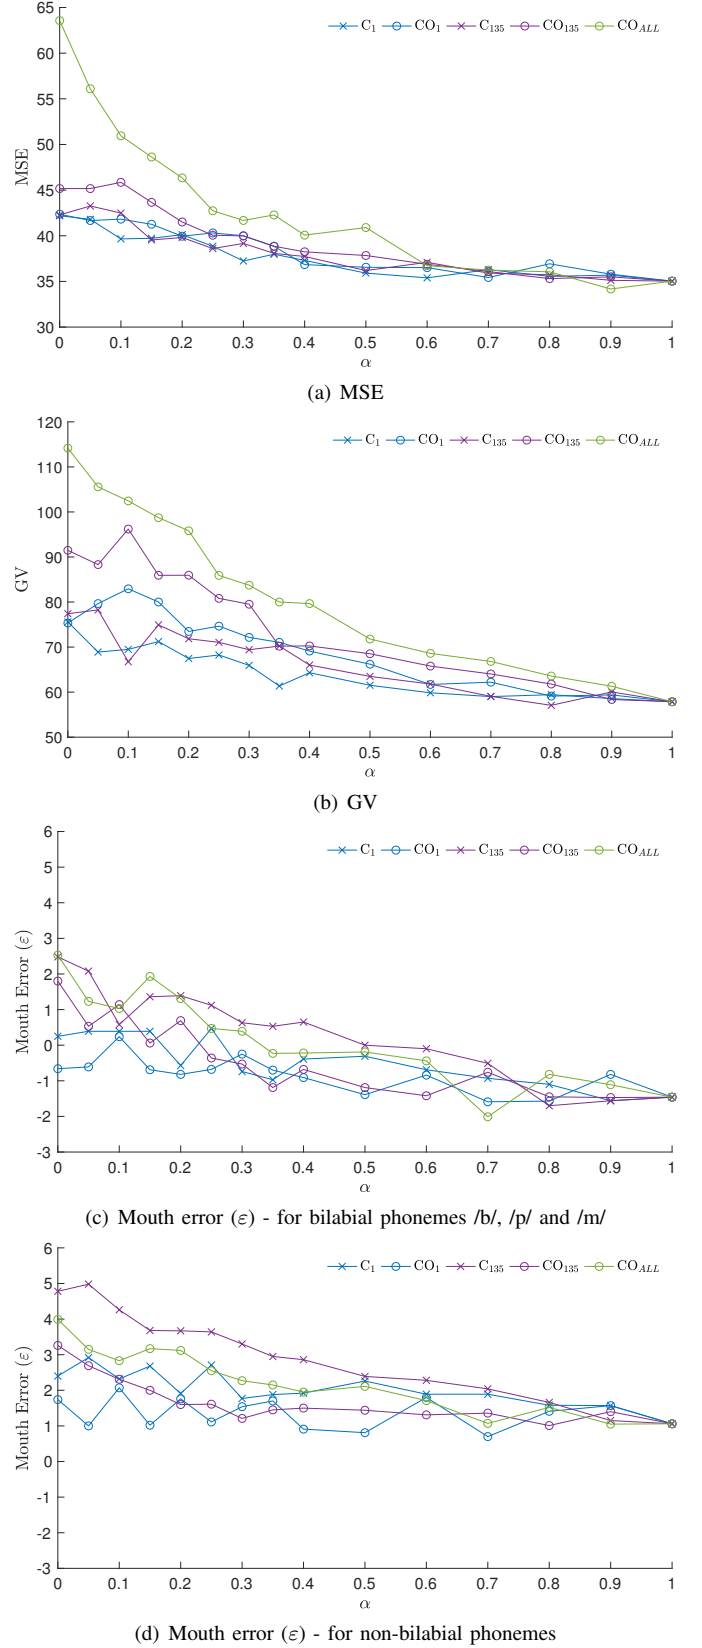 65
60
55
50
45
40
35
30
MSE
C1 CO1 C135 CO135 COALL
0 0.1 0.2 0.3 0.4 0.5 0.6 0.7 0.8 0.9 1
α
(a) MSE
120
110
100
90
80
70
60
50
GV
C1 CO1 C135 CO135 COALL
0 0.1 0.2 0.3 0.4 0.5 0.6 0.7 0.8 0.9 1
α
(b) GV
6
5
4
3
2
1
0
-1
-2
-3
Mouth Error (ε)
C1 CO1 C135 CO135 COALL
0 0.1 0.2 0.3 0.4 0.5 0.6 0.7 0.8 0.9 1
α
(c) Mouth error (ε) - for bilabial phonemes /b/, /p/ and /m/
6
5
4
3
2
1
0
-1
-2
-3
Mouth Error (ε)
C1 CO1 C135 CO135 COALL
0 0.1 0.2 0.3 0.4 0.5 0.6 0.7 0.8 0.9 1
α
(d) Mouth error (ε) - for non-bilabial phonemes